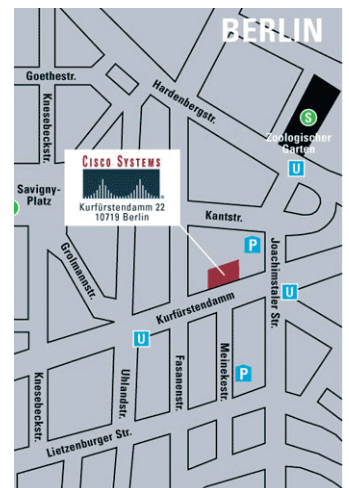 BERLIN
Goethestr.
Hardenbergstr.
Knesebeckstr.
S
Zoologischer
Garten
U
CISCO SYSTEMS
Kurfürstendamm 22
10719 Berlin
Savigny-
Platz
Kantstr.
P
Joachimstaler Str.
Grolmannstr.
U
Kurfürstendamm
U
Uhlandstr.
Fasanenstr.
Meinekestr.
P
Knesebeckstr.
Lietzenburger Str.